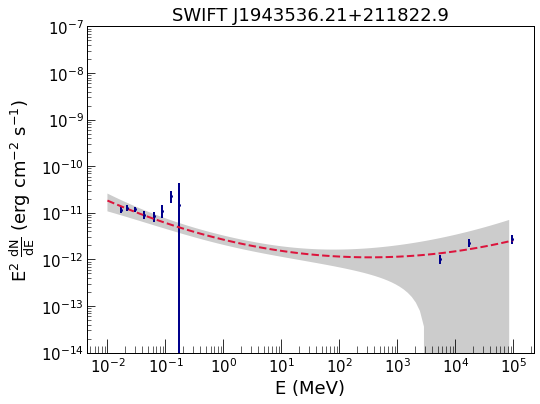 SWIFT J1943536.21+211822.9
10⁻⁷
10⁻⁸
10⁻⁹
10⁻¹⁰
10⁻¹¹
10⁻¹²
10⁻¹³
10⁻¹⁴
E² dN/dE (erg cm⁻² s⁻¹)
10⁻² 10⁻¹ 10⁰ 10¹ 10² 10³ 10⁴ 10⁵
E (MeV)